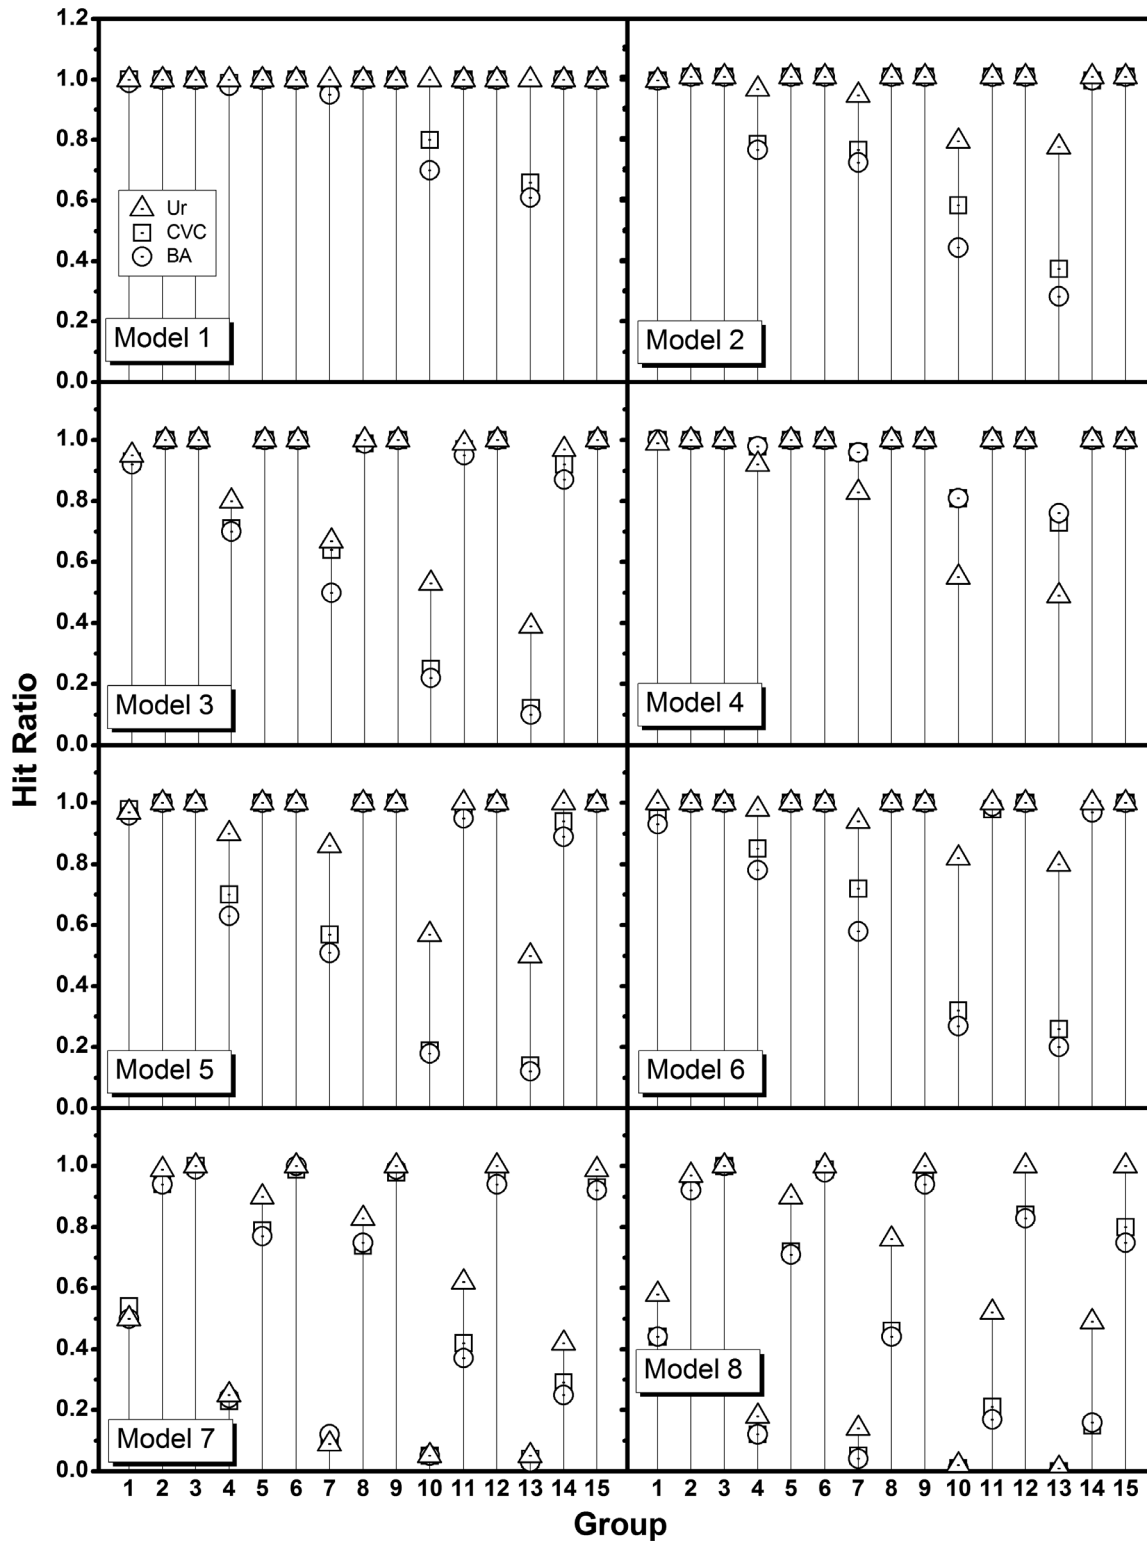 1.2
1.0
0.8
0.6
0.4
0.2
0.0
Ur
CVC
BA
Model 1
Model 2
1.0
0.8
0.6
0.4
0.2
0.0
Model 3
Model 4
Hit Ratio
1.0
0.8
0.6
0.4
0.2
0.0
Model 5
Model 6
1.0
0.8
0.6
0.4
0.2
0.0
Model 7
Model 8
1 2 3 4 5 6 7 8 9 10 11 12 13 14 15 1 2 3 4 5 6 7 8 9 10 11 12 13 14 15
Group